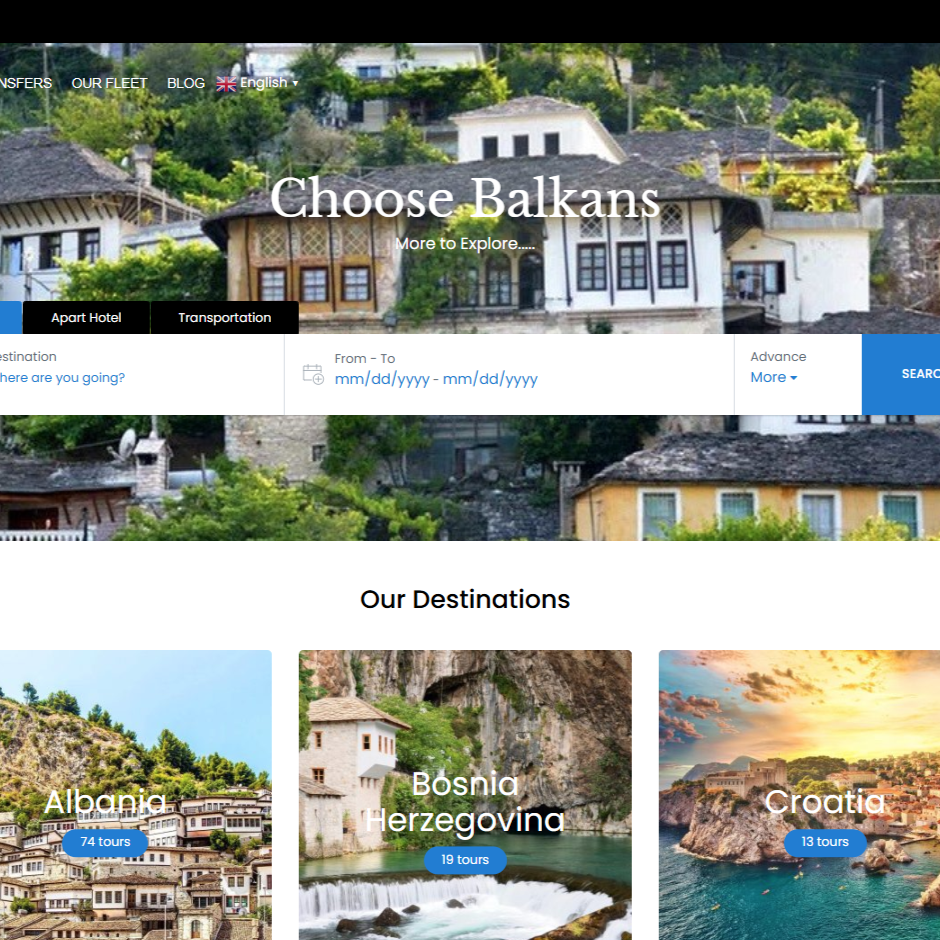 NSFERS OUR FLEET BLOG English
Choose Balkans
More to Explore.....
Apart Hotel Transportation
estination From - To Advance
here are you going? mm/dd/yyyy - mm/dd/yyyy More
SEARC
Our Destinations
Albania
74 tours
Bosnia
Herzegovina
19 tours
Croatia
13 tours